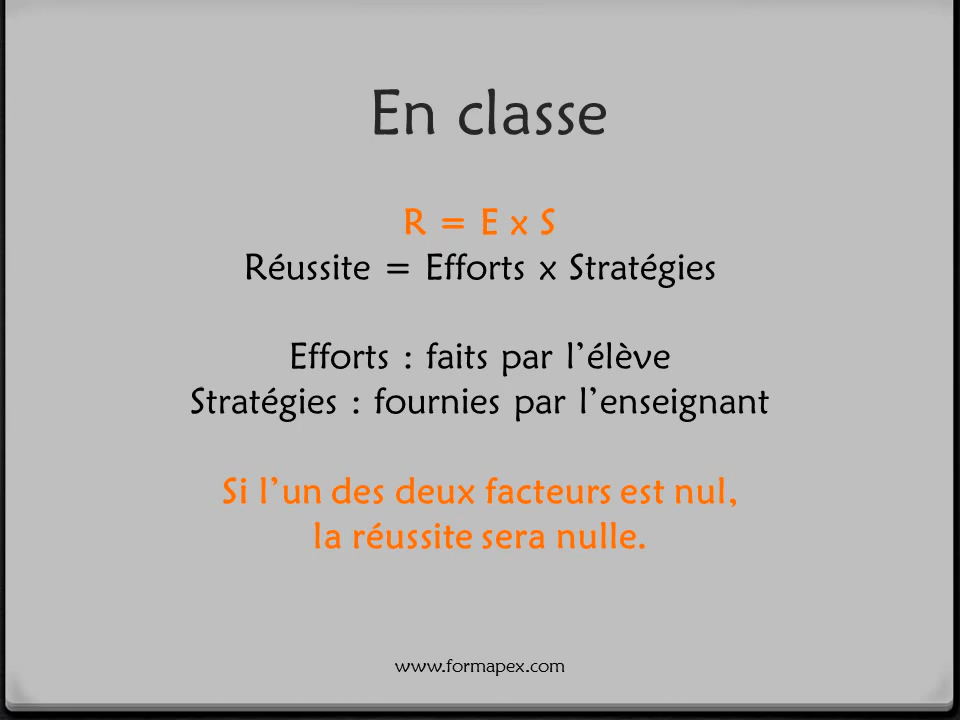 En classe
R = E x S
Réussite = Efforts x Stratégies
Efforts : faits par l’élève
Stratégies : fournies par l’enseignant
Si l’un des deux facteurs est nul,
la réussite sera nulle.
www.formapex.com